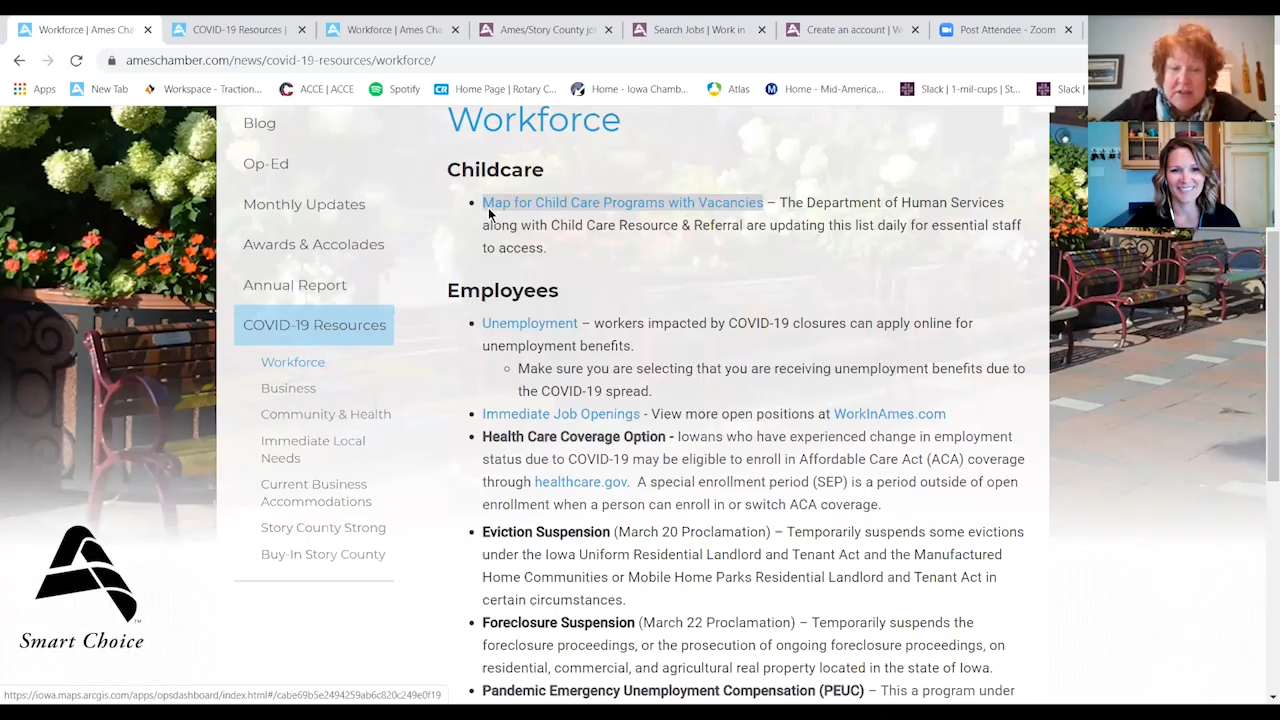 Workforce | Ames Cha
COVID-19 Resources |
Workforce | Ames Cha
Ames/Story County jo
Search Jobs | Work in
Create an account | W
Post Attendee - Zoom
ameschamber.com/news/covid-19-resources/workforce/
Apps
New Tab
Workspace - Traction...
ACCE | ACCE
Spotify
CR
Home Page | Rotary C...
Home - Iowa Chamb...
Atlas
M
Home - Mid-America...
Slack | 1-mil-cups | St...
Slack |
Blog
Op-Ed
Monthly Updates
Awards & Accolades
Annual Report
COVID-19 Resources
Workforce
Business
Community & Health
Immediate Local
Needs
Current Business
Accommodations
Story County Strong
Buy-In Story County
Workforce
Childcare
• Map for Child Care Programs with Vacancies – The Department of Human Services
along with Child Care Resource & Referral are updating this list daily for essential staff
to access.
Employees
• Unemployment – workers impacted by COVID-19 closures can apply online for
unemployment benefits.
○ Make sure you are selecting that you are receiving unemployment benefits due to
the COVID-19 spread.
• Immediate Job Openings - View more open positions at WorkInAmes.com
• Health Care Coverage Option - Iowans who have experienced change in employment
status due to COVID-19 may be eligible to enroll in Affordable Care Act (ACA) coverage
through healthcare.gov. A special enrollment period (SEP) is a period outside of open
enrollment when a person can enroll in or switch ACA coverage.
• Eviction Suspension (March 20 Proclamation) – Temporarily suspends some evictions
under the Iowa Uniform Residential Landlord and Tenant Act and the Manufactured
Home Communities or Mobile Home Parks Residential Landlord and Tenant Act in
certain circumstances.
• Foreclosure Suspension (March 22 Proclamation) – Temporarily suspends the
foreclosure proceedings, or the prosecution of ongoing foreclosure proceedings, on
residential, commercial, and agricultural real property located in the state of Iowa.
• Pandemic Emergency Unemployment Compensation (PEUC) – This a program under
Smart Choice
https://iowa.maps.arcgis.com/apps/opsdashboard/index.html#/cabe69b5e2494259ab6c820c249e0f19